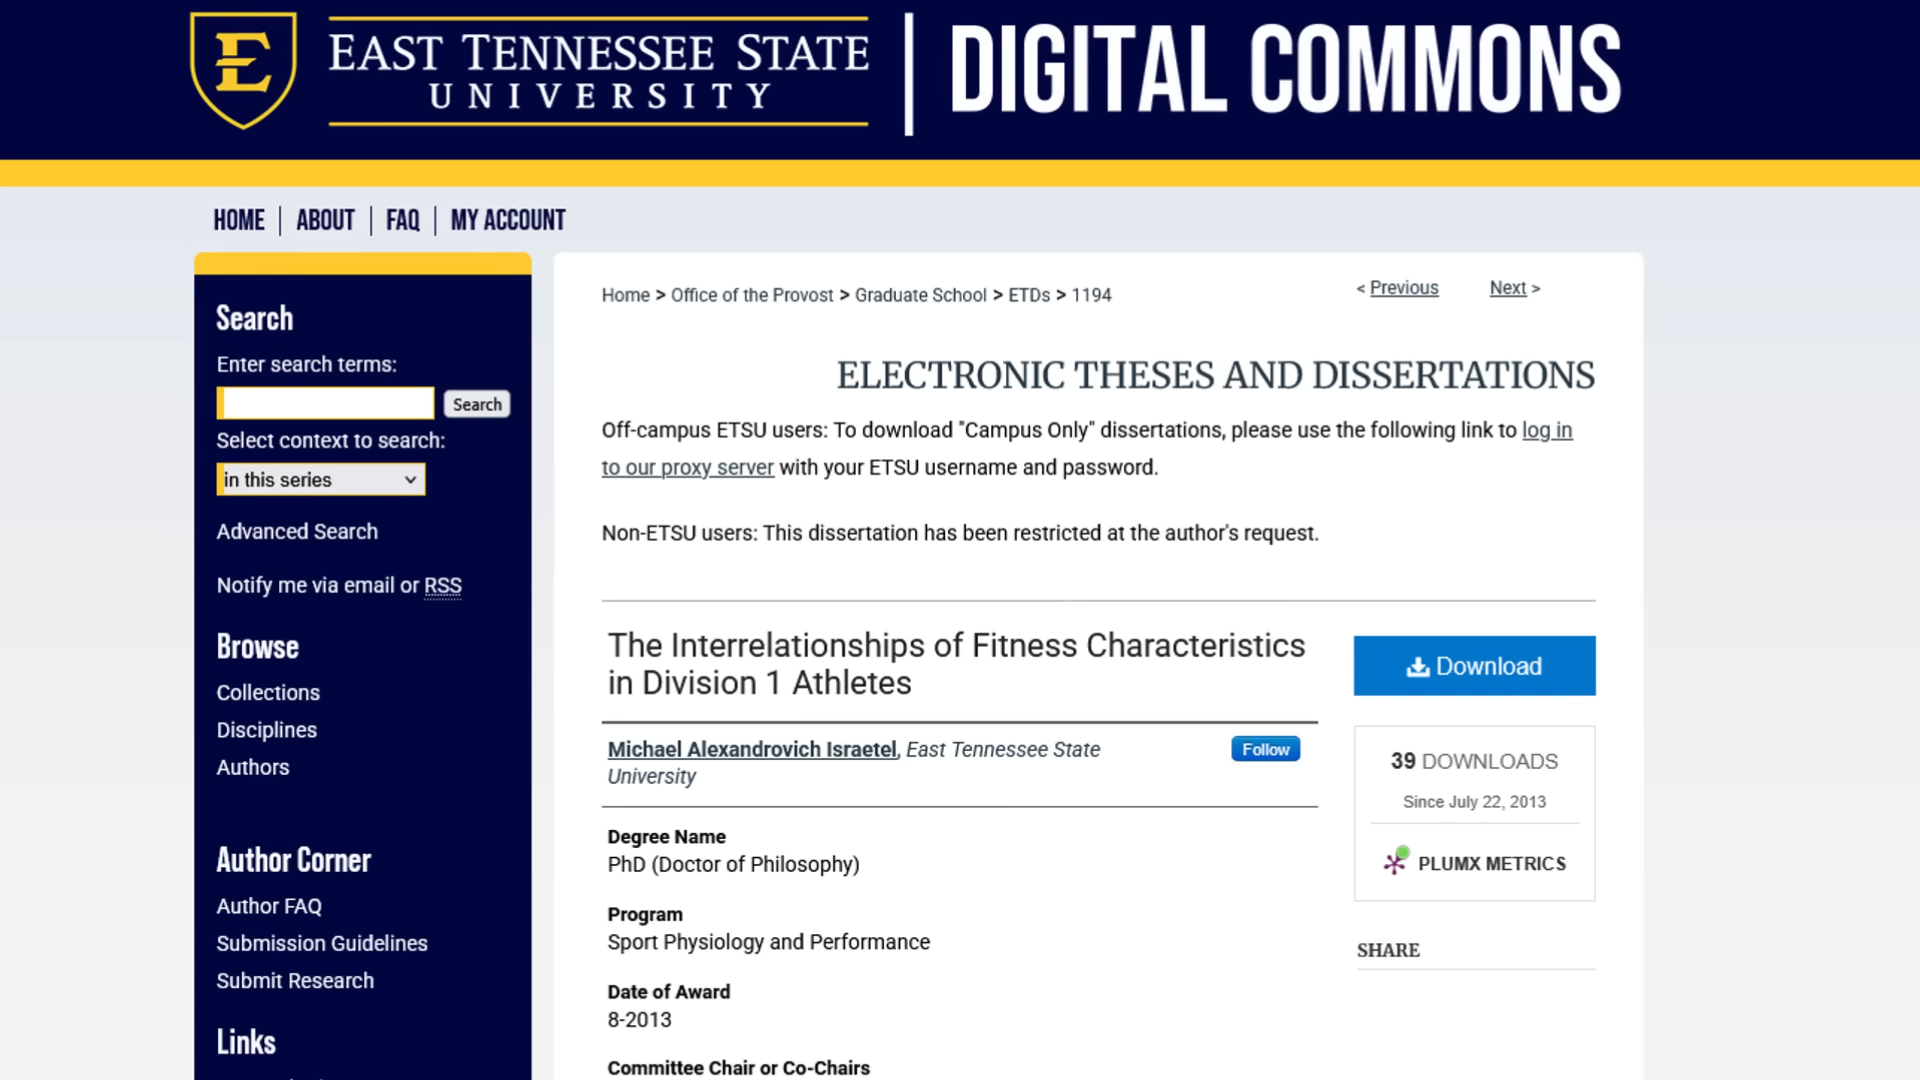 EAST TENNESSEE STATE
UNIVERSITY
DIGITAL COMMONS
HOME | ABOUT | FAQ | MY ACCOUNT
Search
Enter search terms:
Search
Select context to search:
in this series
Advanced Search
Notify me via email or RSS
Browse
Collections
Disciplines
Authors
Author Corner
Author FAQ
Submission Guidelines
Submit Research
Links
Home > Office of the Provost > Graduate School > ETDs > 1194
< Previous Next >
ELECTRONIC THESES AND DISSERTATIONS
Off-campus ETSU users: To download "Campus Only" dissertations, please use the following link to log in
to our proxy server with your ETSU username and password.
Non-ETSU users: This dissertation has been restricted at the author's request.
The Interrelationships of Fitness Characteristics
in Division 1 Athletes
Michael Alexandrovich Israetel, East Tennessee State
University
Follow
Degree Name
PhD (Doctor of Philosophy)
Program
Sport Physiology and Performance
Date of Award
8-2013
Committee Chair or Co-Chairs
Download
39 DOWNLOADS
Since July 22, 2013
PLUMX METRICS
SHARE